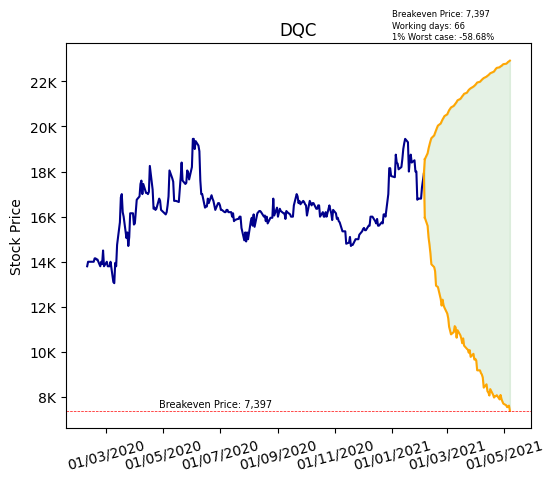 Breakeven Price: 7,397
Working days: 66
1% Worst case: -58.68%
DQC
Stock Price
22K
20K
18K
16K
14K
12K
10K
8K
Breakeven Price: 7,397
01/03/2020 01/05/2020 01/07/2020 01/09/2020 01/11/2020 01/01/2021 01/03/2021 01/05/2021